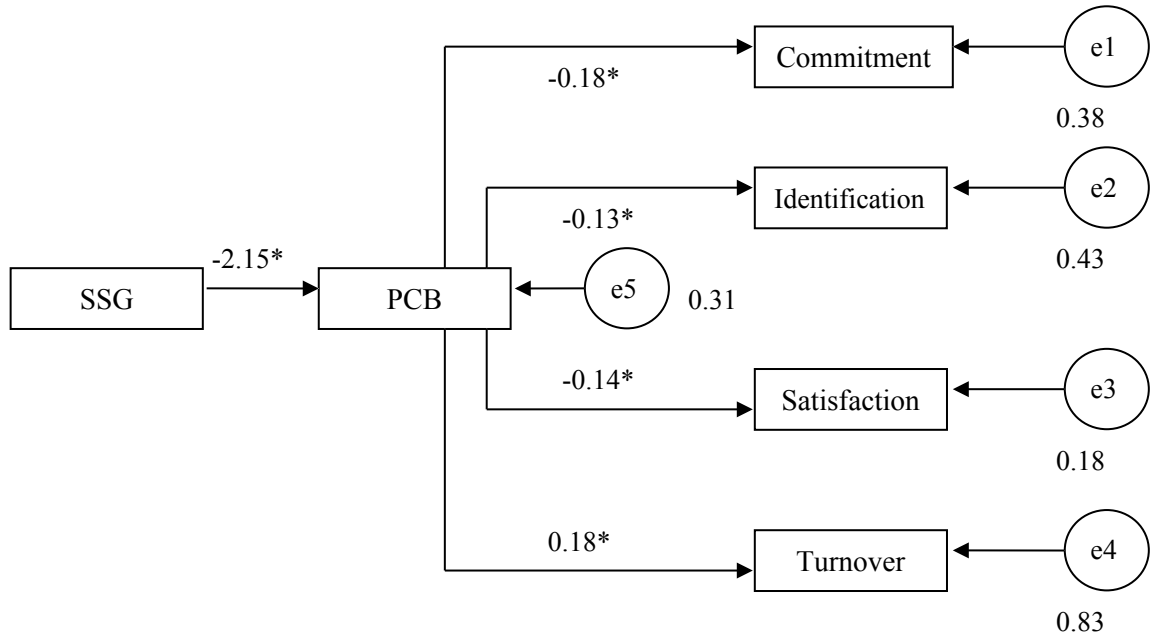 Commitment
e1
-0.18*
0.38
Identification
e2
-0.13*
0.43
-2.15*
SSG
PCB
e5
0.31
-0.14*
Satisfaction
e3
0.18
0.18*
Turnover
e4
0.83